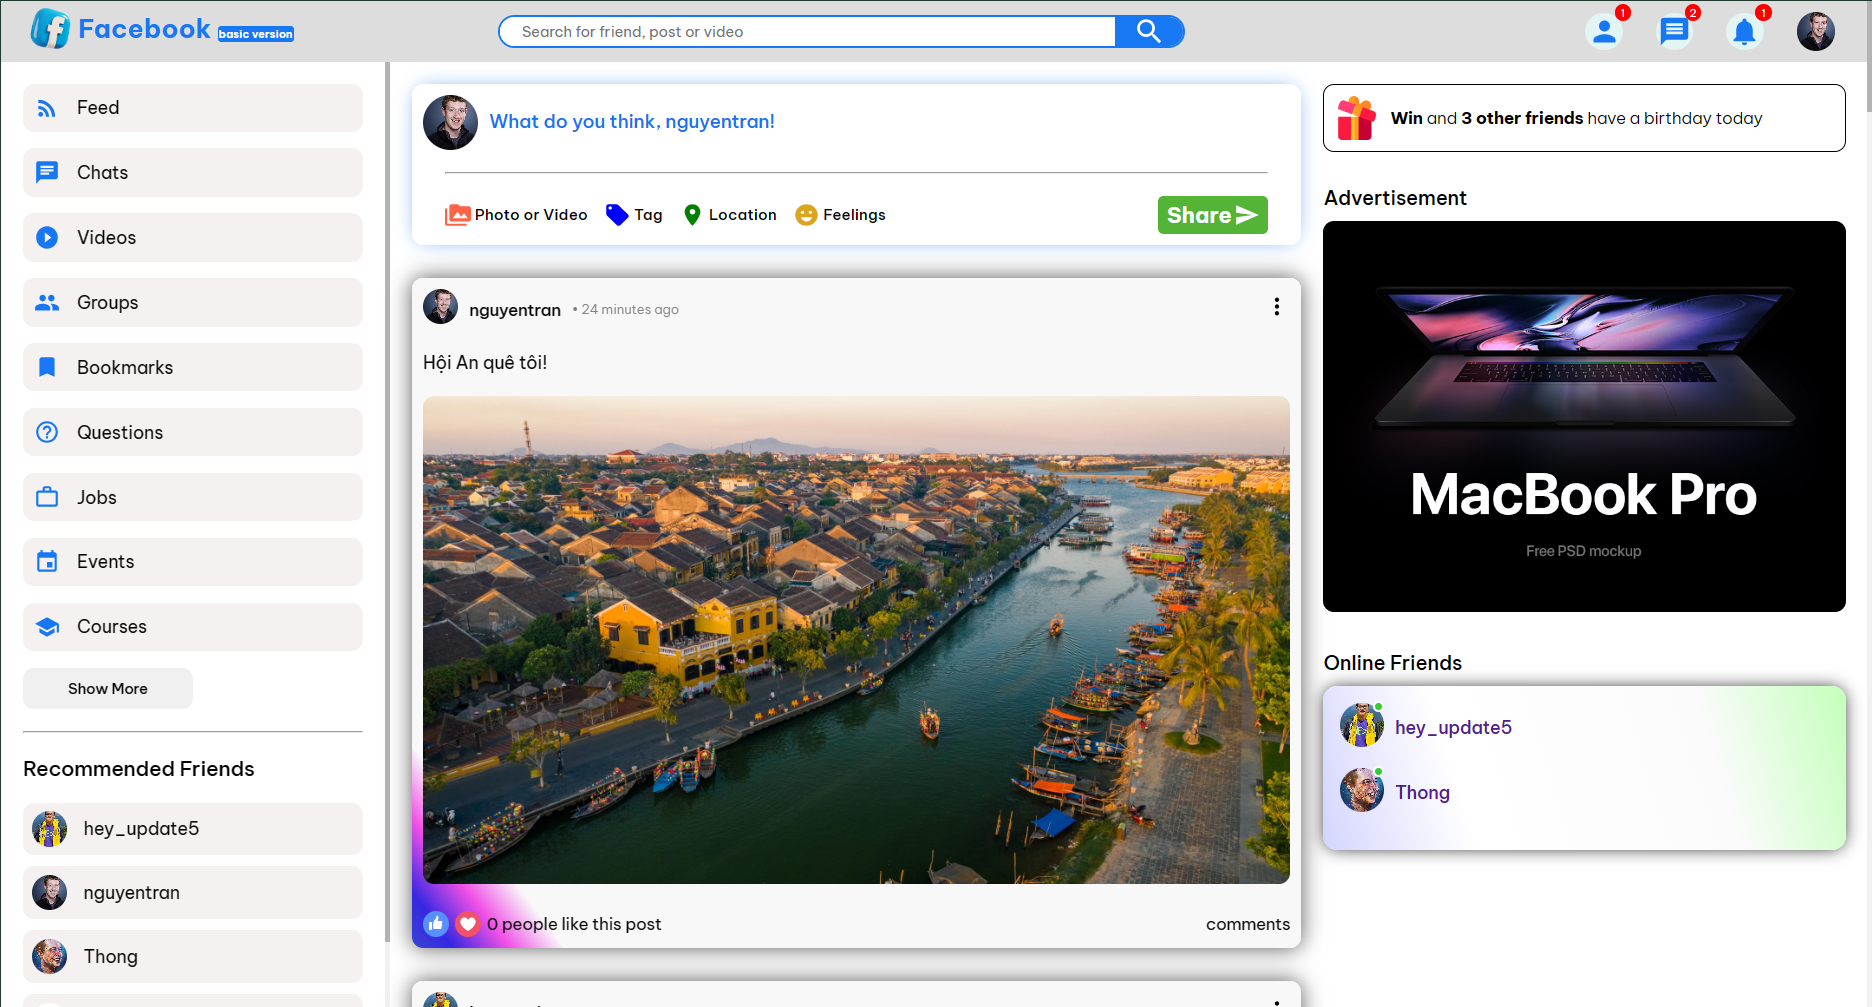 Facebook basic version
Search for friend, post or video
1
2
1
Feed
Chats
Videos
Groups
Bookmarks
Questions
Jobs
Events
Courses
Show More
Recommended Friends
hey_update5
nguyentran
Thong
What do you think, nguyentran!
Photo or Video
Tag
Location
Feelings
Share
nguyentran • 24 minutes ago
Hội An quê tôi!
0 people like this post
comments
Win and 3 other friends have a birthday today
Advertisement
MacBook Pro
Free PSD mockup
Online Friends
hey_update5
Thong